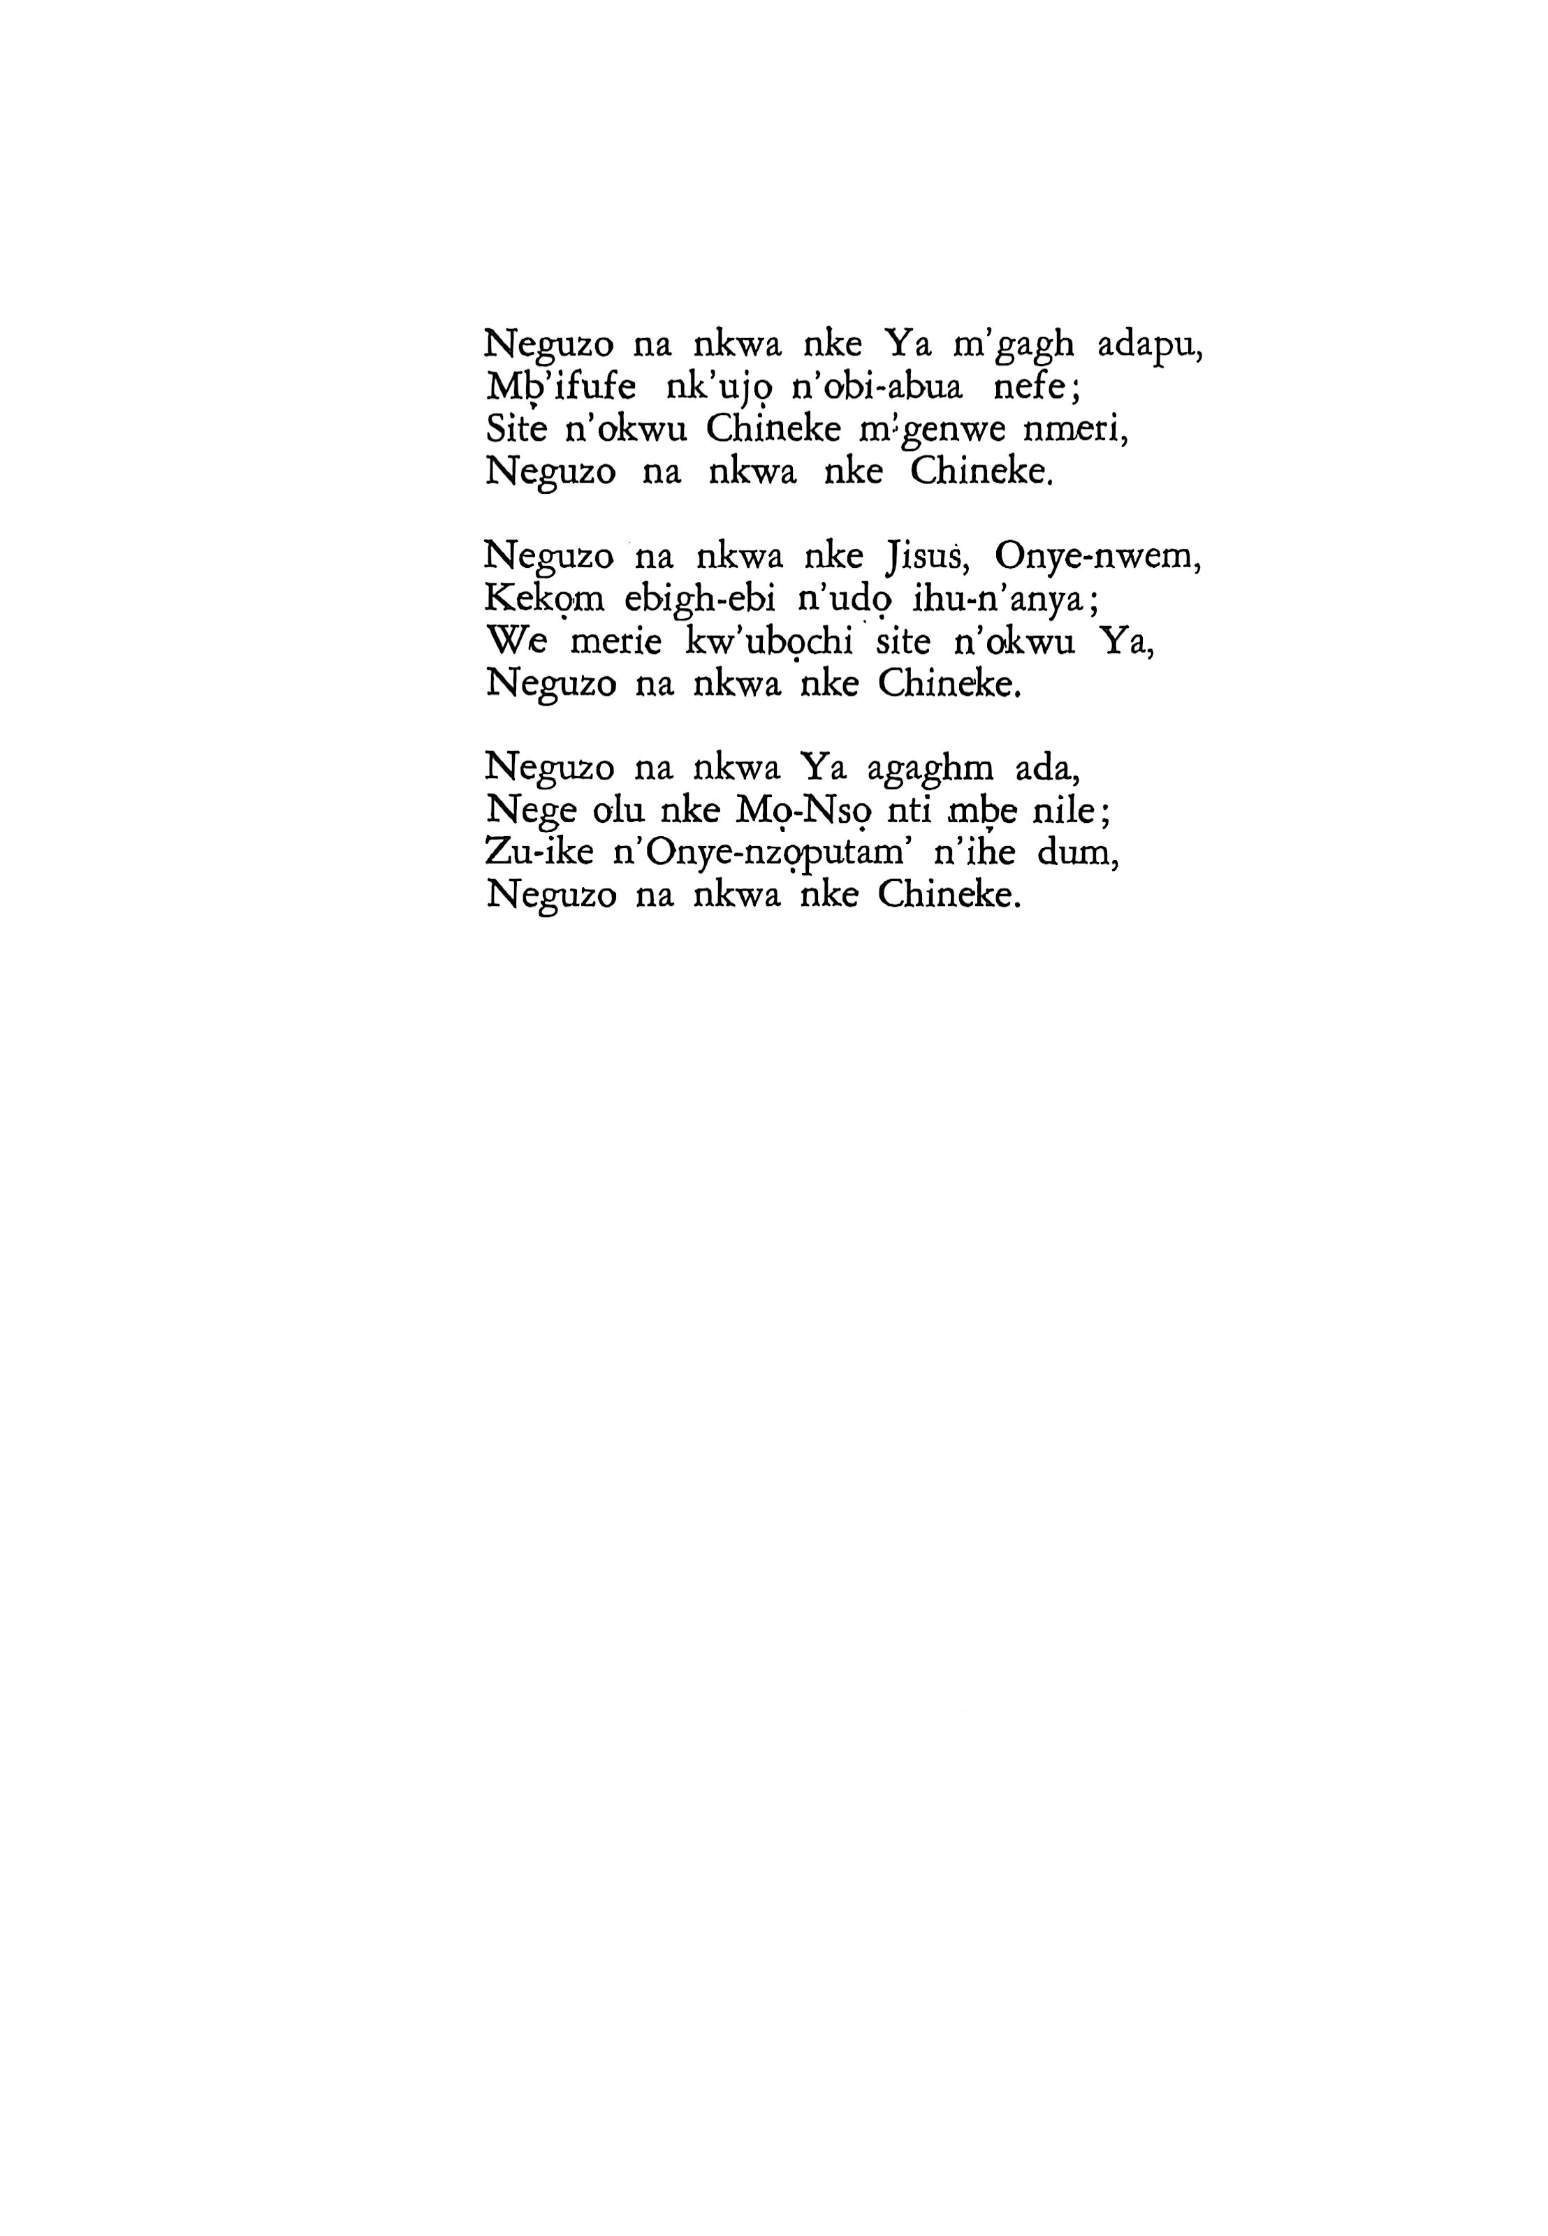 Neguzo na nkwa nke Ya m'gagh adapu,
Mḅ'ifufe nk'ujọ n'obi-abua nefe;
Site n'okwu Chineke m'genwe nmeri,
Neguzo na nkwa nke Chineke.

Neguzo na nkwa nke Jisus, Onye-nwem,
Kekọm ebigh-ebi n'udọ ihu-n'anya;
We merie kw'ubọchi site n'okwu Ya,
Neguzo na nkwa nke Chineke.

Neguzo na nkwa Ya agaghm ada,
Nege olu nke Mọ-Nsọ nti mḅe nile;
Zu-ike n'Onye-nzọputam' n'ihe dum,
Neguzo na nkwa nke Chineke.